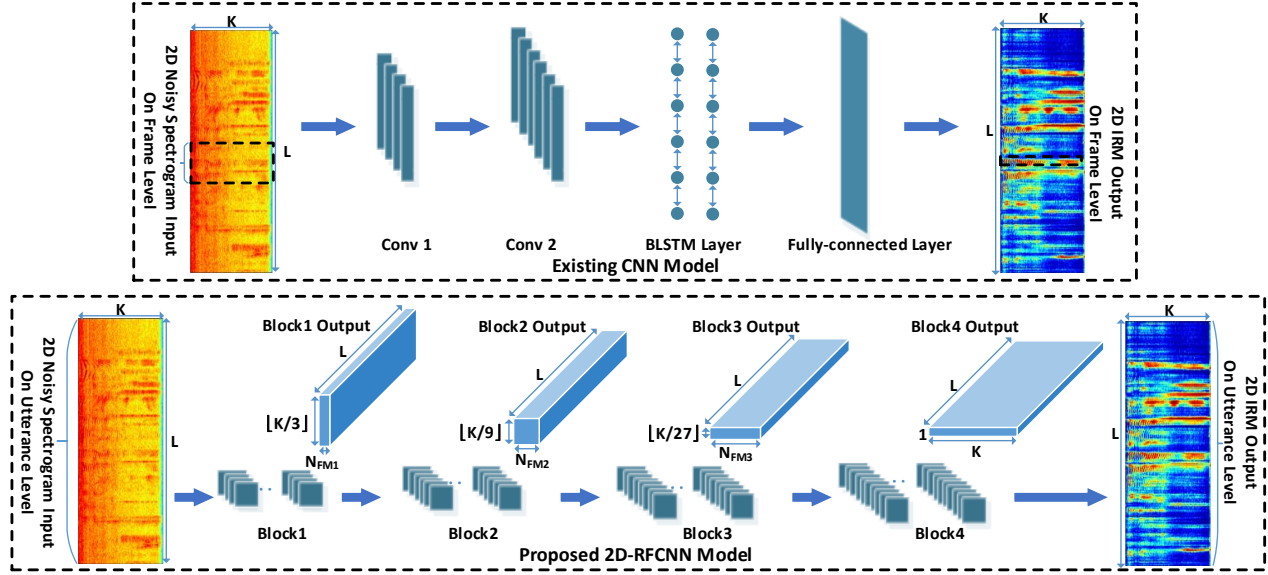 K
2D Noisy Spectrogram Input
On Frame Level
L
Conv 1
Conv 2
BLSTM Layer
Fully-connected Layer
K
L
2D IRM Output
On Frame Level
Existing CNN Model
K
2D Noisy Spectrogram Input
On Utterance Level
L
Block1 Output
L
⌊K/3⌋
NFM1
Block1
Block2 Output
L
⌊K/9⌋
NFM2
Block2
Block3 Output
L
⌊K/27⌋
NFM3
Block3
Block4 Output
L
1
K
Block4
K
L
2D IRM Output
On Utterance Level
Proposed 2D-RFCNN Model